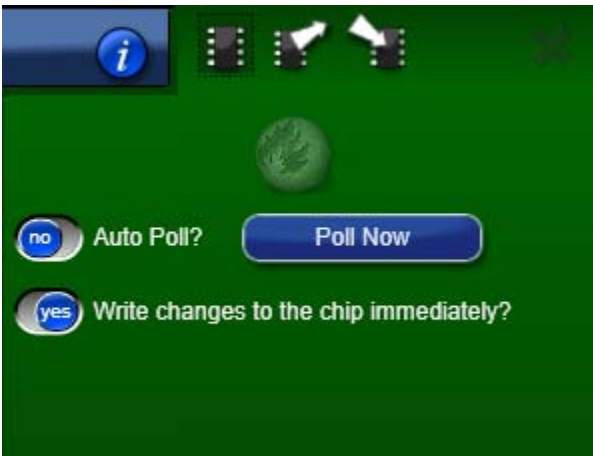 i
no Auto Poll? Poll Now
yes Write changes to the chip immediately?